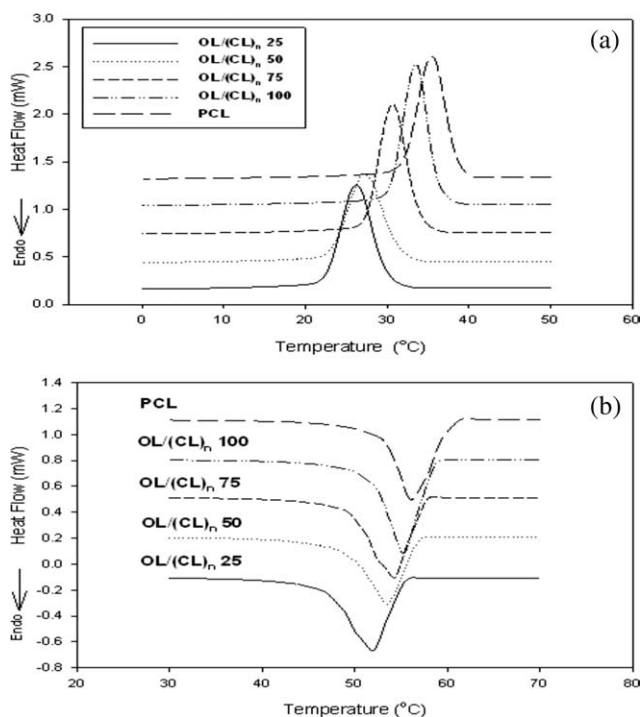 3.0
(a)
OL/(CL)n 25
OL/(CL)n 50
OL/(CL)n 75
OL/(CL)n 100
PCL
2.5
2.0
1.5
1.0
0.5
0.0
Endo Heat Flow (mW)
0 10 20 30 40 50 60
Temperature (°C)
1.4
(b)
PCL
1.2
1.0
OL/(CL)n 100
0.8
0.6
OL/(CL)n 75
0.4
OL/(CL)n 50
0.2
0.0
OL/(CL)n 25
-0.2
-0.4
-0.6
-0.8
Endo Heat Flow (mW)
20 30 40 50 60 70 80
Temperature (°C)